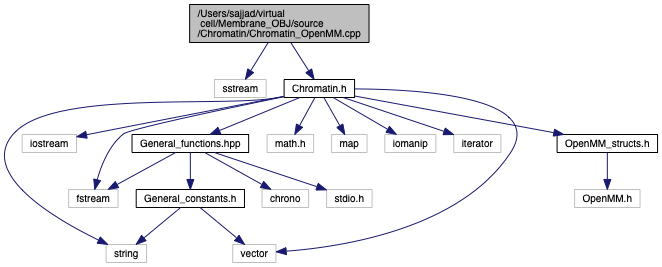 /Users/sajjad/virtual
cell/Membrane_OBJ/source
/Chromatin/Chromatin_OpenMM.cpp
sstream
Chromatin.h
iostream
General_functions.hpp
math.h
map
iomanip
iterator
OpenMM_structs.h
fstream
General_constants.h
chrono
stdio.h
OpenMM.h
string
vector